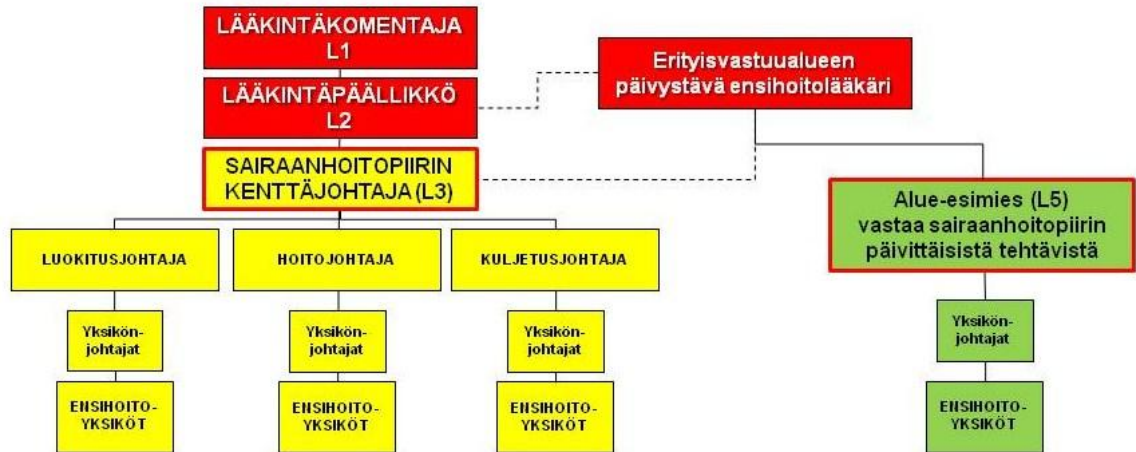 LÄÄKINTÄKOMENTAJA
L1
LÄÄKINTÄPÄÄLLIKKÖ
L2
Erityisvastuualueen
päivystävä ensihoitolääkäri
SAIRAANHOITOPIIRIN
KENTTÄJOHTAJA (L3)
Alue-esimies (L5)
vastaa sairaanhoitopiirin
päivittäisistä tehtävistä
LUOKITUSJOHTAJA
HOITOJOHTAJA
KULJETUSJOHTAJA
Yksikön-
johtajat
Yksikön-
johtajat
Yksikön-
johtajat
Yksikön-
johtajat
ENSIHOITO-
YKSIKÖT
ENSIHOITO-
YKSIKÖT
ENSIHOITO-
YKSIKÖT
ENSIHOITO-
YKSIKÖT